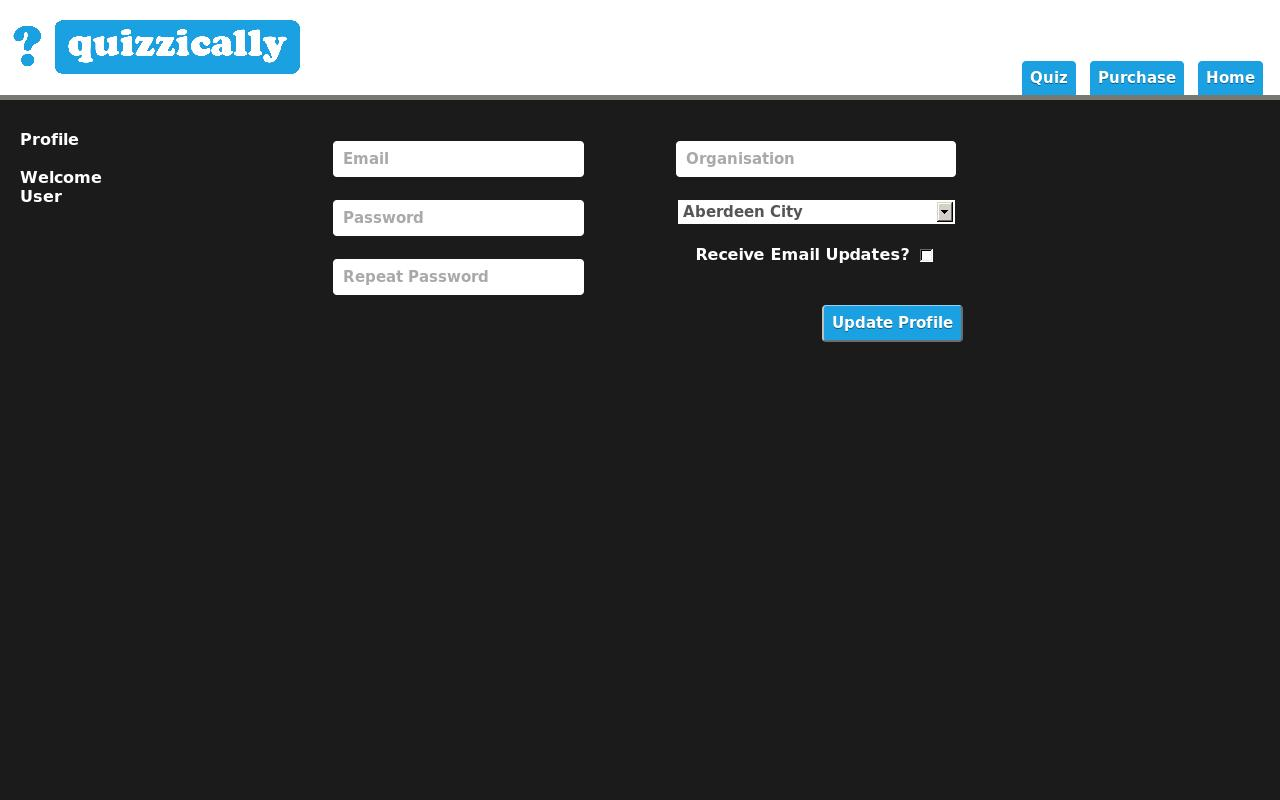 ? quizzically
Quiz
Purchase
Home
Profile
Welcome
User
Email
Password
Repeat Password
Organisation
Aberdeen City
Receive Email Updates?
Update Profile